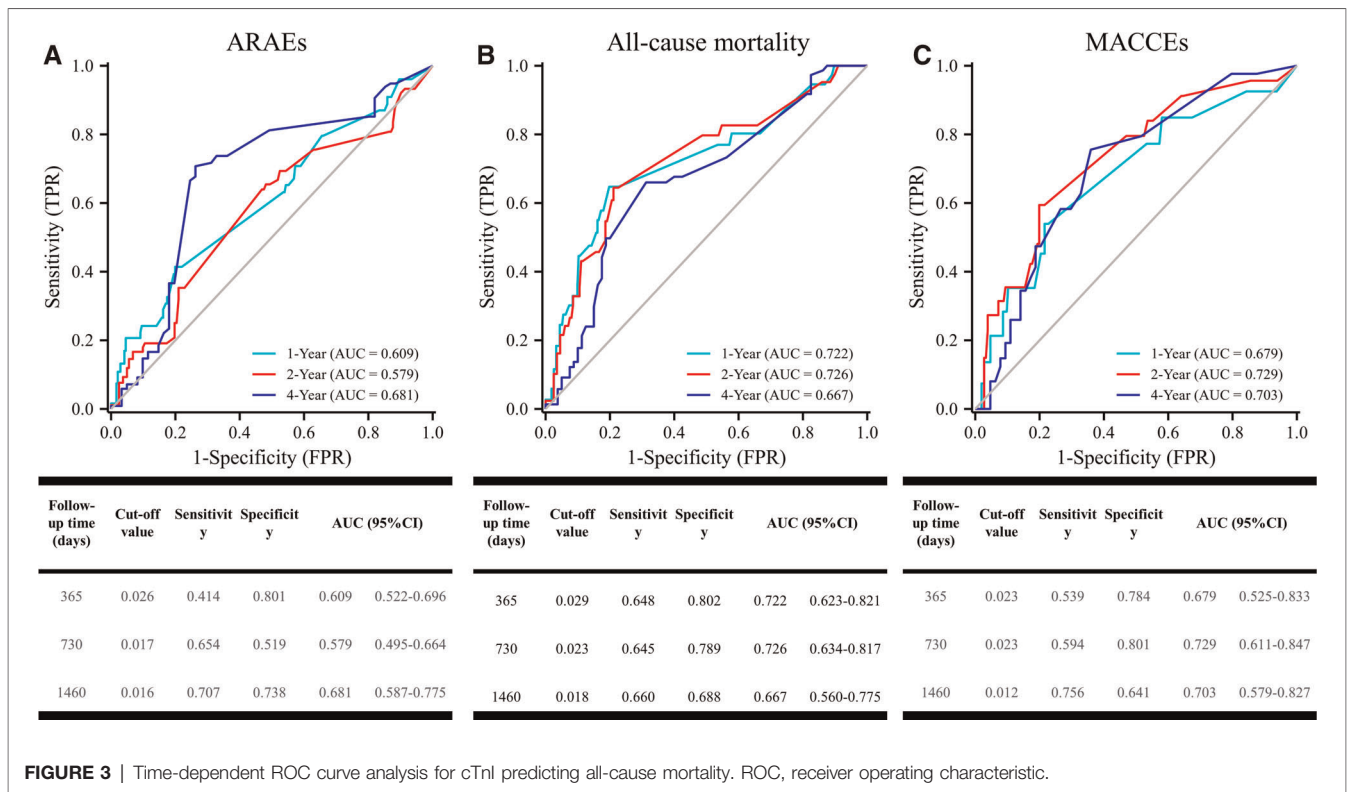 A
ARAEs
1.0
0.8
0.6
0.4
0.2
0.0
Sensitivity (TPR)
1-Year (AUC = 0.609)
2-Year (AUC = 0.579)
4-Year (AUC = 0.681)
0.0 0.2 0.4 0.6 0.8 1.0
1-Specificity (FPR)
B
All-cause mortality
1.0
0.8
0.6
0.4
0.2
0.0
Sensitivity (TPR)
1-Year (AUC = 0.722)
2-Year (AUC = 0.726)
4-Year (AUC = 0.667)
0.0 0.2 0.4 0.6 0.8 1.0
1-Specificity (FPR)
C
MACCEs
1.0
0.8
0.6
0.4
0.2
0.0
Sensitivity (TPR)
1-Year (AUC = 0.679)
2-Year (AUC = 0.729)
4-Year (AUC = 0.703)
0.0 0.2 0.4 0.6 0.8 1.0
1-Specificity (FPR)
Follow-
up time
(days)
Cut-off
value
Sensitivit
y
Specificit
y
AUC (95%CI)
365 0.026 0.414 0.801 0.609 0.522-0.696
730 0.017 0.654 0.519 0.579 0.495-0.664
1460 0.016 0.707 0.738 0.681 0.587-0.775
Follow-
up time
(days)
Cut-off
value
Sensitivit
y
Specificit
y
AUC (95%CI)
365 0.029 0.648 0.802 0.722 0.623-0.821
730 0.023 0.645 0.789 0.726 0.634-0.817
1460 0.018 0.660 0.688 0.667 0.560-0.775
Follow-
up time
(days)
Cut-off
value
Sensitivit
y
Specificit
y
AUC (95%CI)
365 0.023 0.539 0.784 0.679 0.525-0.833
730 0.023 0.594 0.801 0.729 0.611-0.847
1460 0.012 0.756 0.641 0.703 0.579-0.827
FIGURE 3 | Time-dependent ROC curve analysis for cTnI predicting all-cause mortality. ROC, receiver operating characteristic.